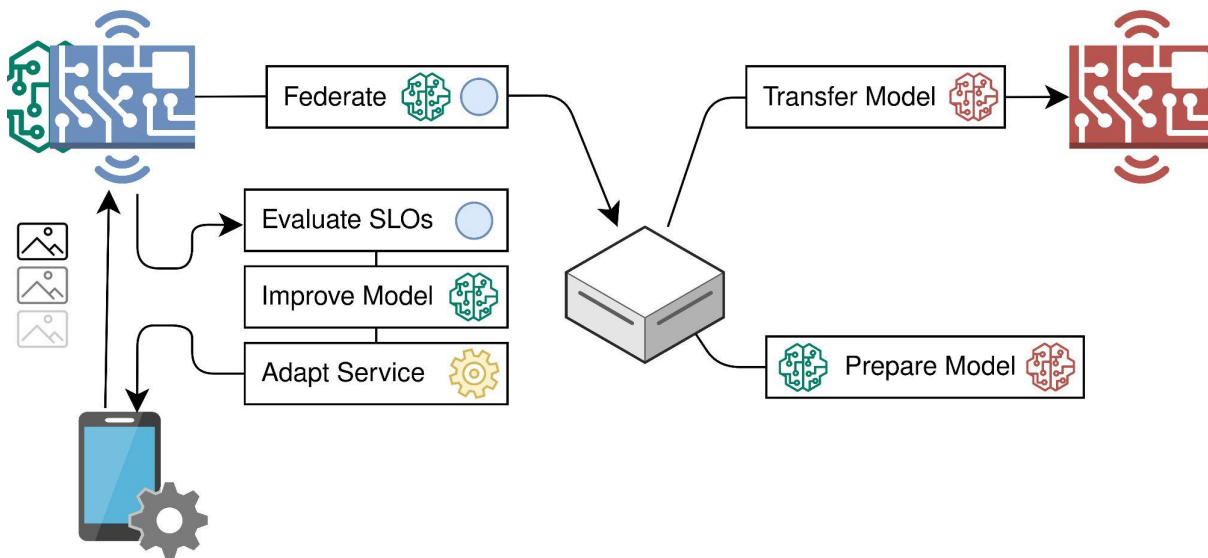 Federate
Transfer Model
Evaluate SLOs
Improve Model
Adapt Service
Prepare Model